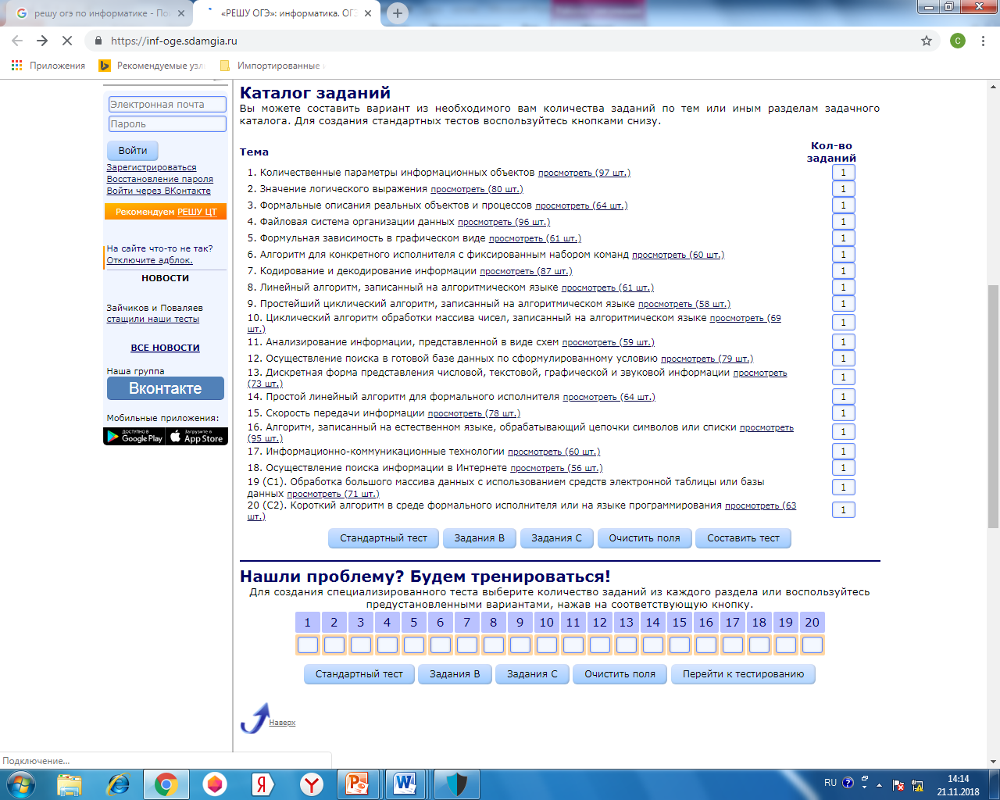 решу огэ по информатике - По
«РЕШУ ОГЭ»: информатика. ОГЭ
https://inf-oge.sdamgia.ru
C
Приложения
Рекомендуемые узл
Импортированные
Электронная почта
Пароль
Войти
Зарегистрироваться
Восстановление пароля
Войти через ВКонтакте
Рекомендуем РЕШУ ЦТ
На сайте что-то не так?
Отключите адблок.
НОВОСТИ
Зайчиков и Поваляев
стащили наши тесты
ВСЕ НОВОСТИ
Наша группа
Вконтакте
Мобильные приложения:
ДОСТУПНО В
Google Play
Загрузите в
App Store
Каталог заданий
Вы можете составить вариант из необходимого вам количества заданий по тем или иным разделам задачного
каталога. Для создания стандартных тестов воспользуйтесь кнопками снизу.
Тема
Кол-во
заданий
1. Количественные параметры информационных объектов просмотреть (97 шт.) 1
2. Значение логического выражения просмотреть (80 шт.) 1
3. Формальные описания реальных объектов и процессов просмотреть (64 шт.) 1
4. Файловая система организации данных просмотреть (96 шт.) 1
5. Формульная зависимость в графическом виде просмотреть (61 шт.) 1
6. Алгоритм для конкретного исполнителя с фиксированным набором команд просмотреть (60 шт.) 1
7. Кодирование и декодирование информации просмотреть (87 шт.) 1
8. Линейный алгоритм, записанный на алгоритмическом языке просмотреть (61 шт.) 1
9. Простейший циклический алгоритм, записанный на алгоритмическом языке просмотреть (58 шт.) 1
10. Циклический алгоритм обработки массива чисел, записанный на алгоритмическом языке просмотреть (69
шт.) 1
11. Анализирование информации, представленной в виде схем просмотреть (59 шт.) 1
12. Осуществление поиска в готовой базе данных по сформулированному условию просмотреть (79 шт.) 1
13. Дискретная форма представления числовой, текстовой, графической и звуковой информации просмотреть
(73 шт.) 1
14. Простой линейный алгоритм для формального исполнителя просмотреть (64 шт.) 1
15. Скорость передачи информации просмотреть (78 шт.) 1
16. Алгоритм, записанный на естественном языке, обрабатывающий цепочки символов или списки просмотреть
(95 шт.) 1
17. Информационно-коммуникационные технологии просмотреть (60 шт.) 1
18. Осуществление поиска информации в Интернете просмотреть (56 шт.) 1
19 (C1). Обработка большого массива данных с использованием средств электронной таблицы или базы
данных просмотреть (71 шт.) 1
20 (C2). Короткий алгоритм в среде формального исполнителя или на языке программирования просмотреть (63
шт.) 1
Стандартный тест Задания B Задания C Очистить поля Составить тест
Нашли проблему? Будем тренироваться!
Для создания специализированного теста выберите количество заданий из каждого раздела или воспользуйтесь
предустановленными вариантами, нажав на соответствующую кнопку.
1 2 3 4 5 6 7 8 9 10 11 12 13 14 15 16 17 18 19 20
Стандартный тест Задания B Задания C Очистить поля Перейти к тестированию
Наверх
Подключение...
RU
14:14
21.11.2018